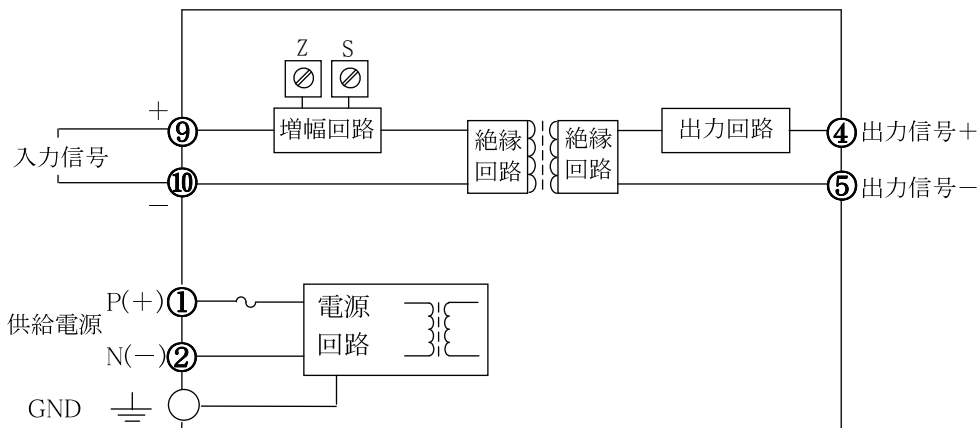 Z S
+
⑨ 増幅回路 絶縁回路 絶縁回路 出力回路 ④ 出力信号+
入力信号
⑩ ⑤ 出力信号-
-
P(+) ① 電源回路
供給電源
N(-) ②
GND